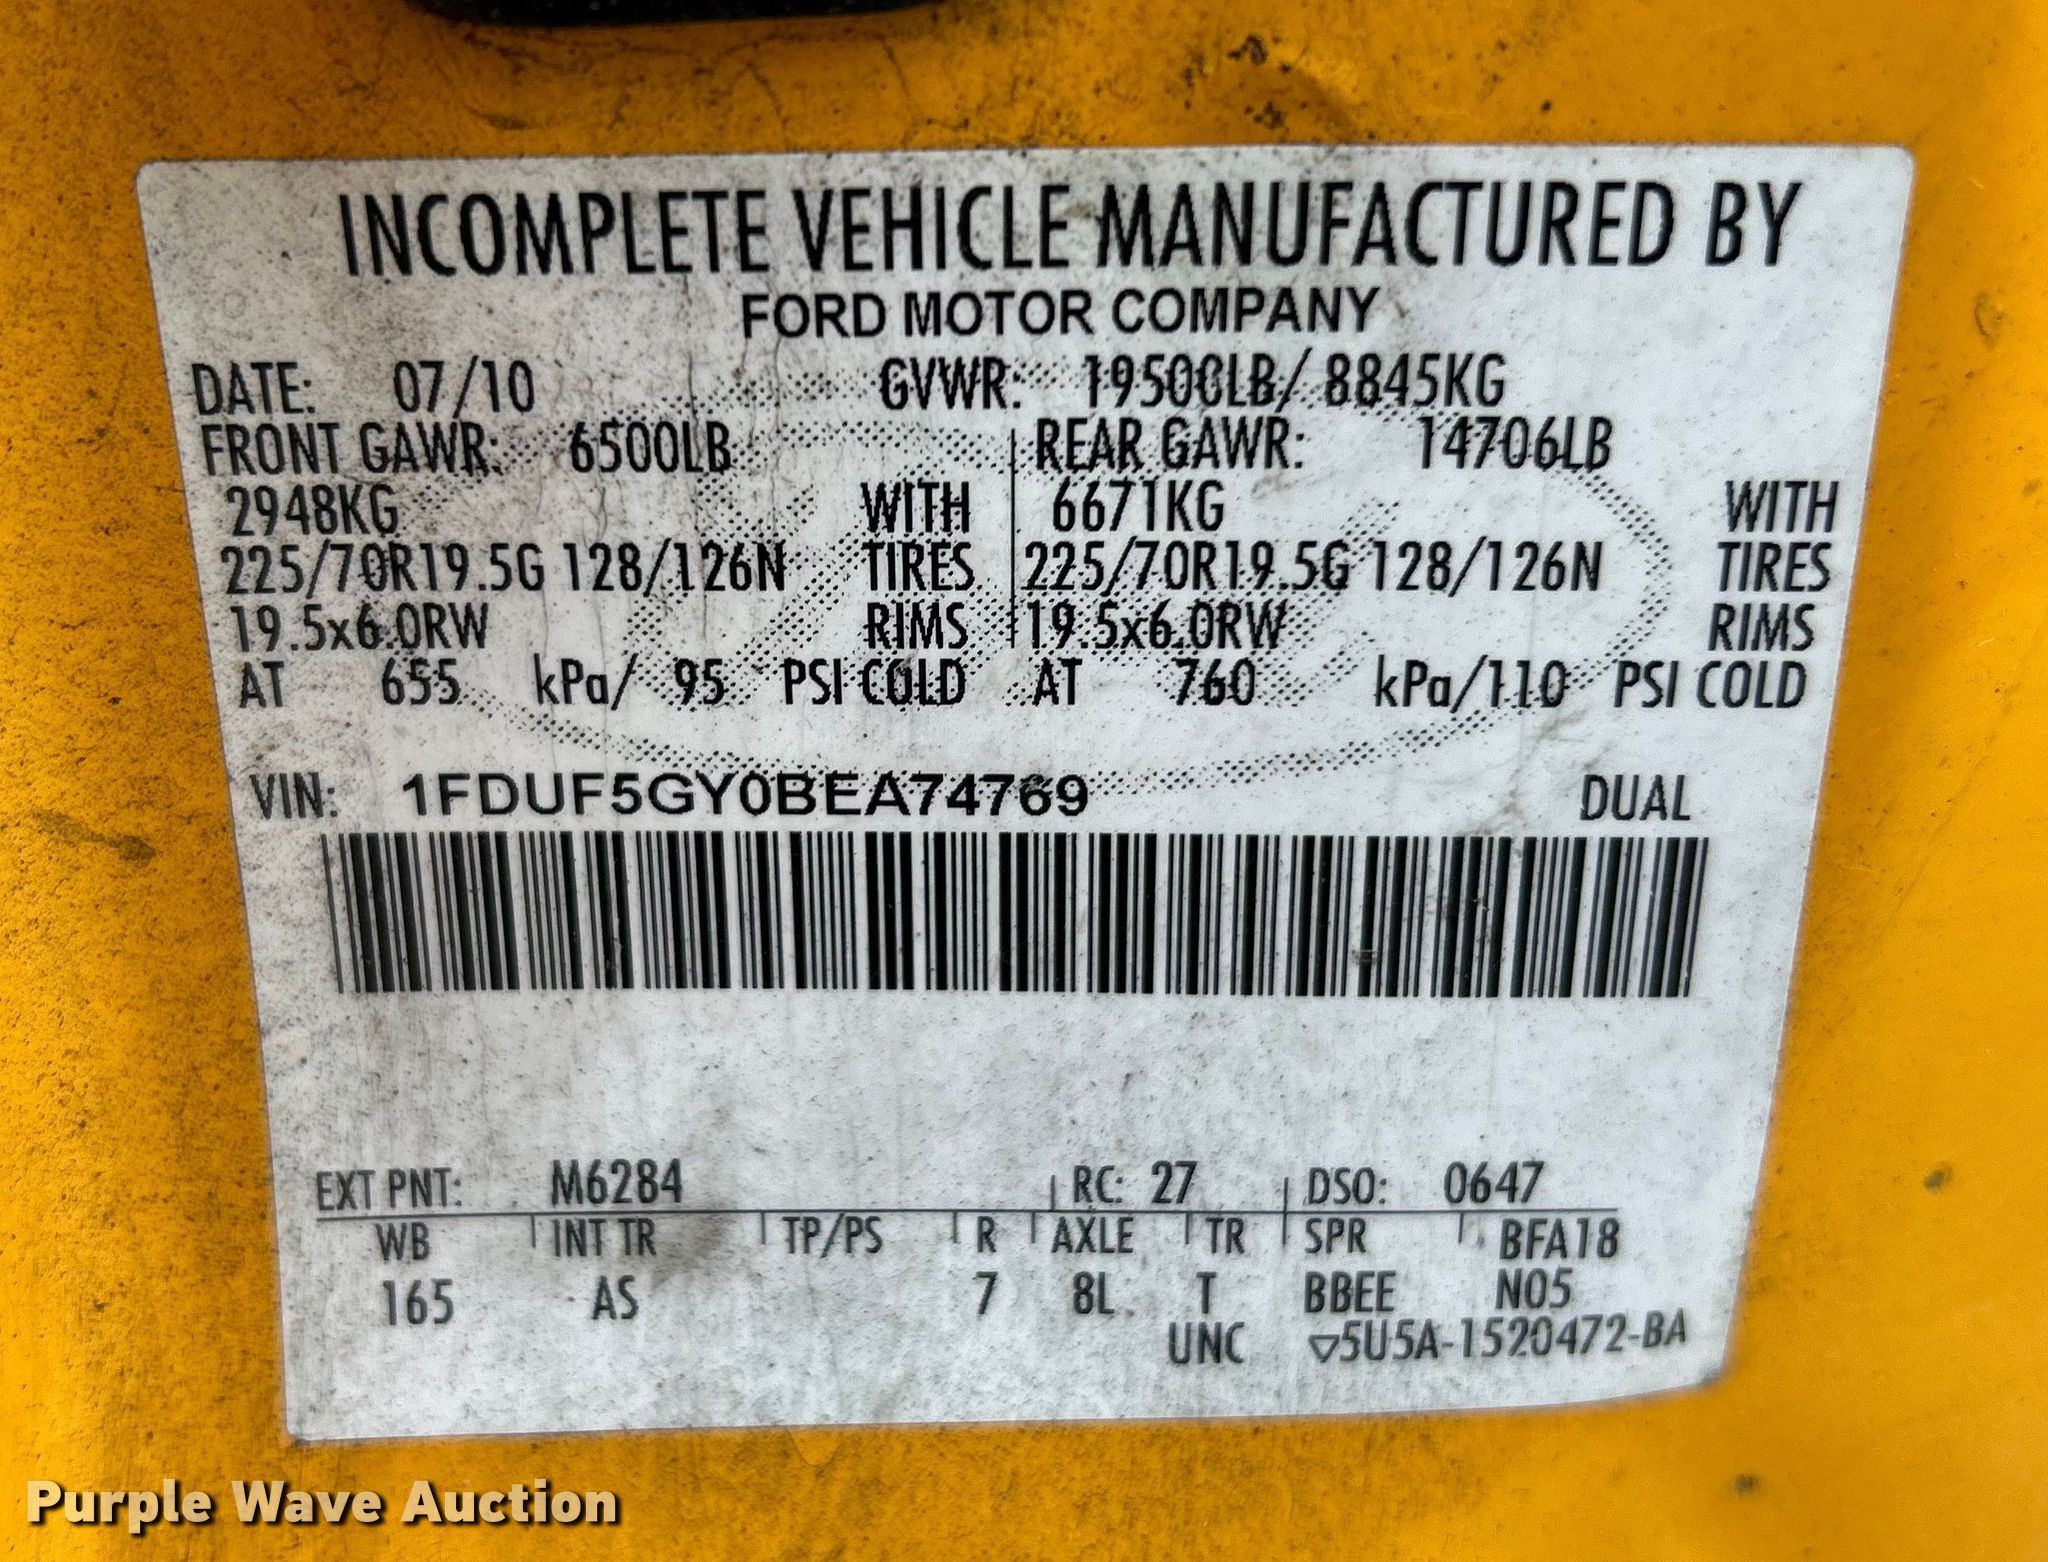 INCOMPLETE VEHICLE MANUFACTURED BY
FORD MOTOR COMPANY
DATE: 07/10 GVWR: 19500LB/ 8845KG
FRONT GAWR: 6500LB REAR GAWR: 14706LB
2948KG WITH 6671KG WITH
225/70R19.5G 128/126N TIRES 225/70R19.5G 128/126N TIRES
19.5x6.0RW RIMS 19.5x6.0RW RIMS
AT 655 kPa/ 95 PSI COLD AT 760 kPa/110 PSI COLD
VIN: 1FDUF5GY0BEA74769 DUAL
EXT PNT: M6284 RC: 27 DSO: 0647
WB INT TR TP/PS R AXLE TR SPR BFA18
165 AS 7 8L T BBEE N05
UNC ▽5U5A-1520472-BA
Purple Wave Auction